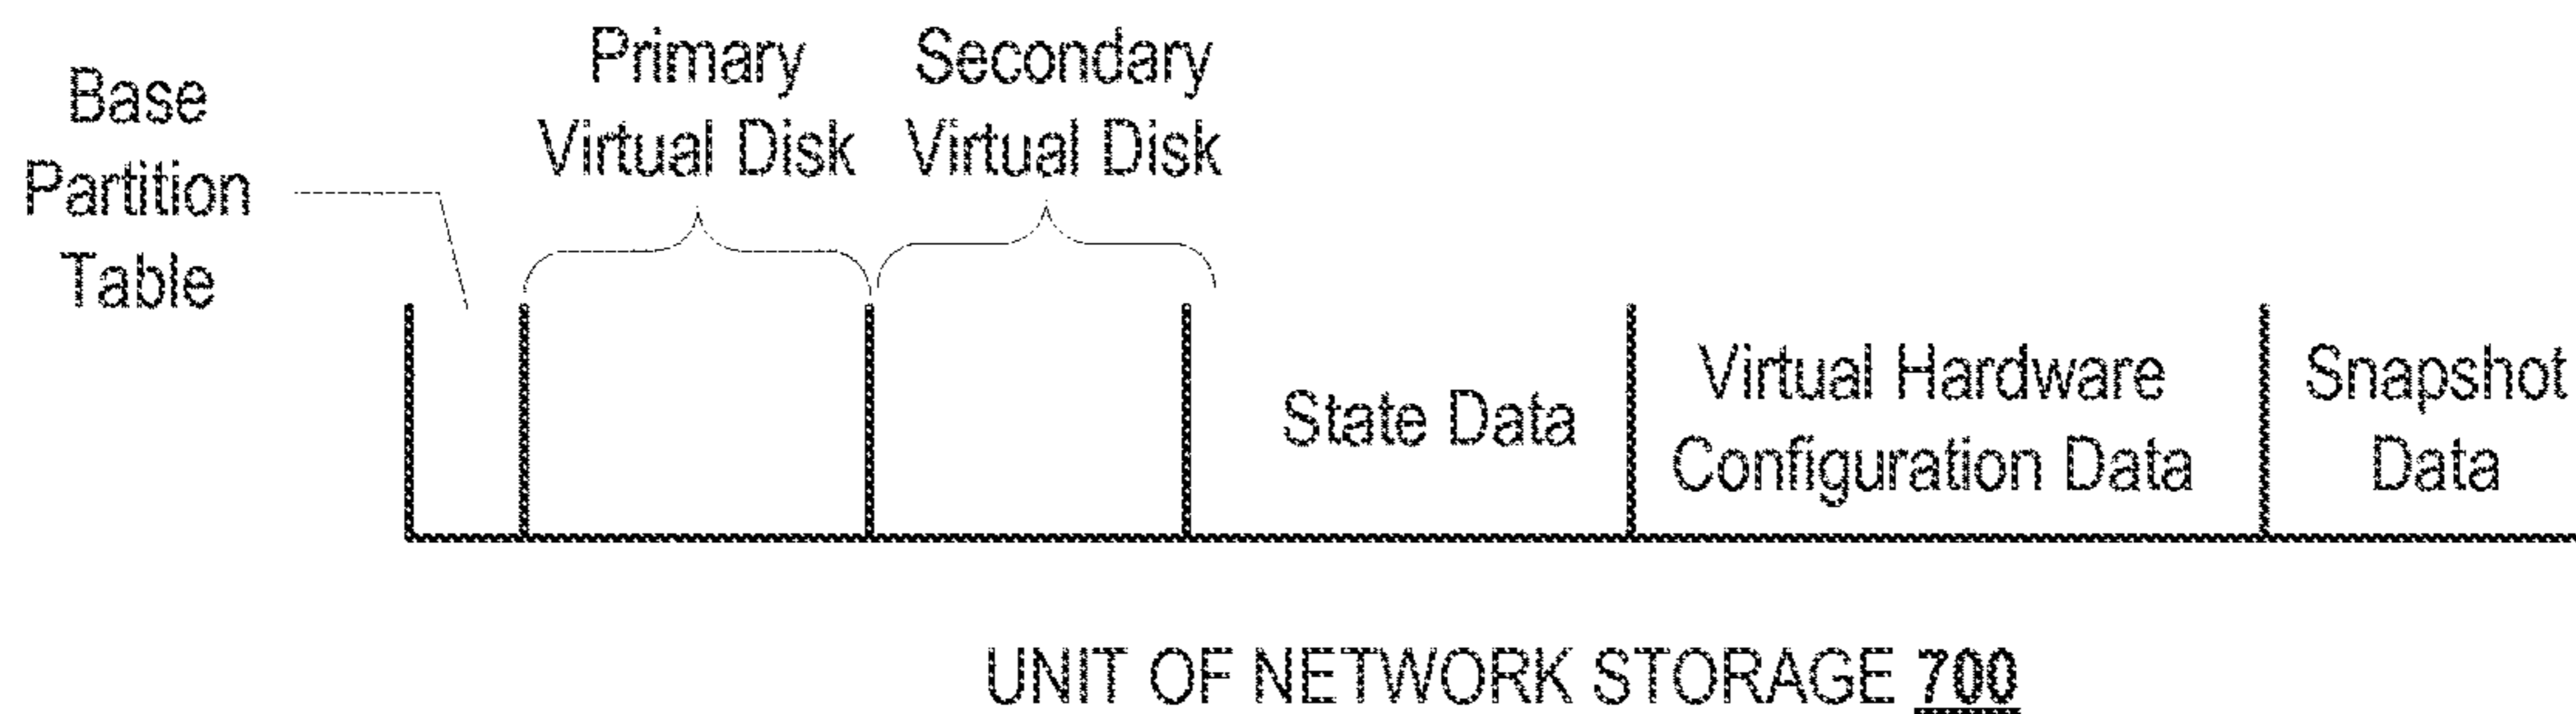 Base
Partition
Table
Primary
Virtual Disk
Secondary
Virtual Disk
State Data
Virtual Hardware
Configuration Data
Snapshot
Data
UNIT OF NETWORK STORAGE 700